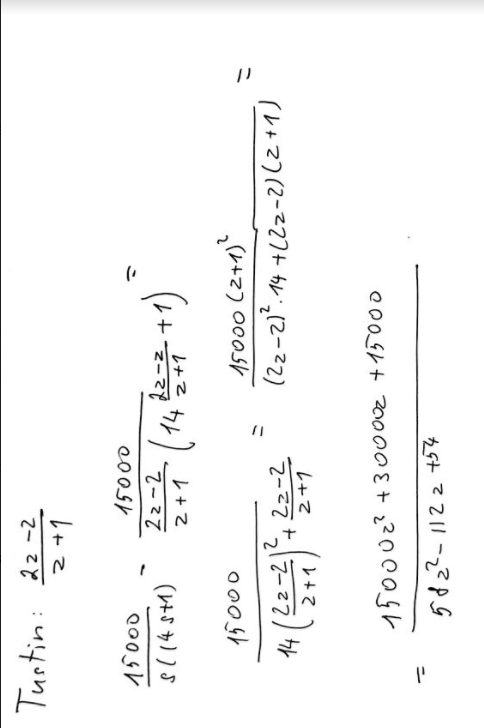 Tustin: (2z-2)/(z+1)
15000/(s(14s+1)) - 15000/((2z-2)/(z+1) (14 (2z-z)/(z+1) + 1)) =
15000/(14((2z-2)/(z+1))² + (2z-2)/(z+1)) = 15000(z+1)²/((2z-2)²·14+(2z-2)(z+1)) =
= (15000z²+30000z+15000)/(58z²-112z+54)